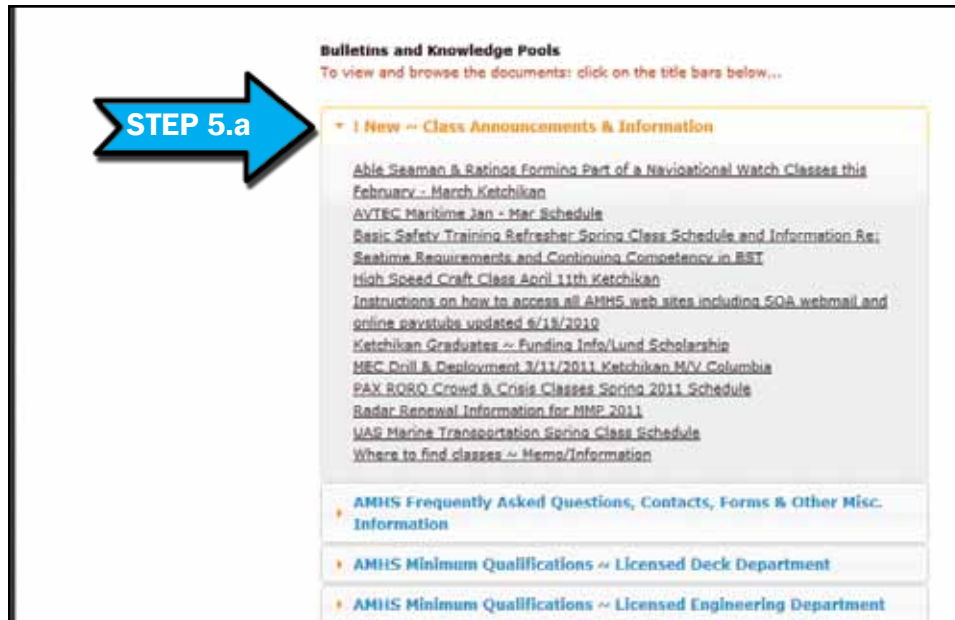 Bulletins and Knowledge Pools
To view and browse the documents: click on the title bars below...
STEP 5.a
! New ~ Class Announcements & Information
Able Seaman & Ratings Forming Part of a Navigational Watch Classes this
February - March Ketchikan
AVTEC Maritime Jan - Mar Schedule
Basic Safety Training Refresher Spring Class Schedule and Information Re:
Seatime Requirements and Continuing Competency in BST
High Speed Craft Class April 11th Ketchikan
Instructions on how to access all AMHS web sites including SOA webmail and
online paystubs updated 6/15/2010
Ketchikan Graduates ~ Funding Info/Lund Scholarship
MEC Drill & Deployment 3/11/2011 Ketchikan M/V Columbia
PAX RORO Crowd & Crisis Classes Spring 2011 Schedule
Radar Renewal Information for MMP 2011
UAS Marine Transportation Spring Class Schedule
Where to find classes ~ Memo/Information
AMHS Frequently Asked Questions, Contacts, Forms & Other Misc.
Information
AMHS Minimum Qualifications ~ Licensed Deck Department
AMHS Minimum Qualifications ~ Licensed Engineering Department